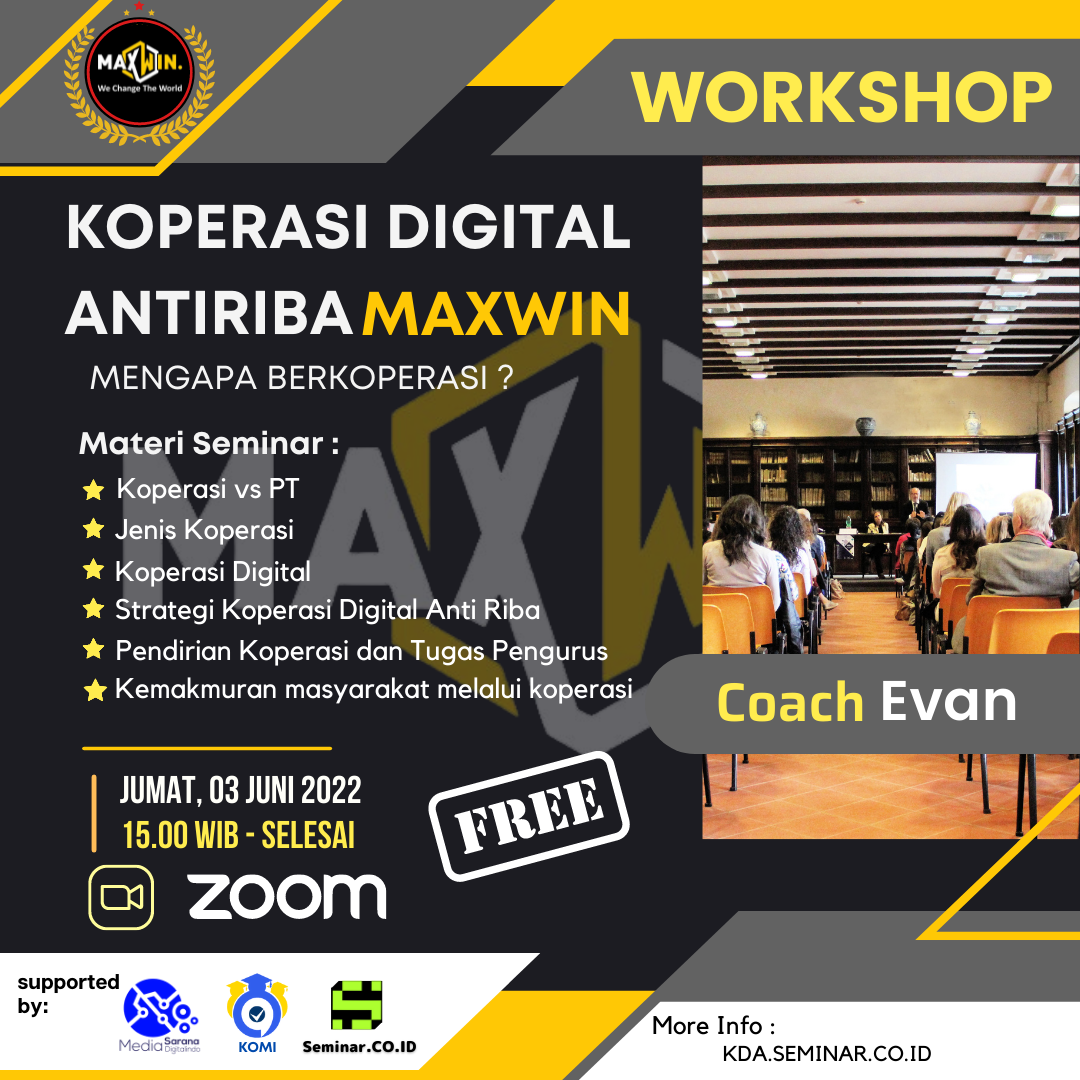 MAXWIN.
We Change The World
WORKSHOP
KOPERASI DIGITAL
ANTIRIBA MAXWIN
MENGAPA BERKOPERASI ?
Materi Seminar :
Koperasi vs PT
Jenis Koperasi
Koperasi Digital
Strategi Koperasi Digital Anti Riba
Pendirian Koperasi dan Tugas Pengurus
Kemakmuran masyarakat melalui koperasi
MAXW
Coach Evan
JUMAT, 03 JUNI 2022
15.00 WIB - SELESAI
FREE
zoom
supported
by:
Media Sarana
Digitalindo
KOMI
Seminar.CO.ID
More Info :
KDA.SEMINAR.CO.ID